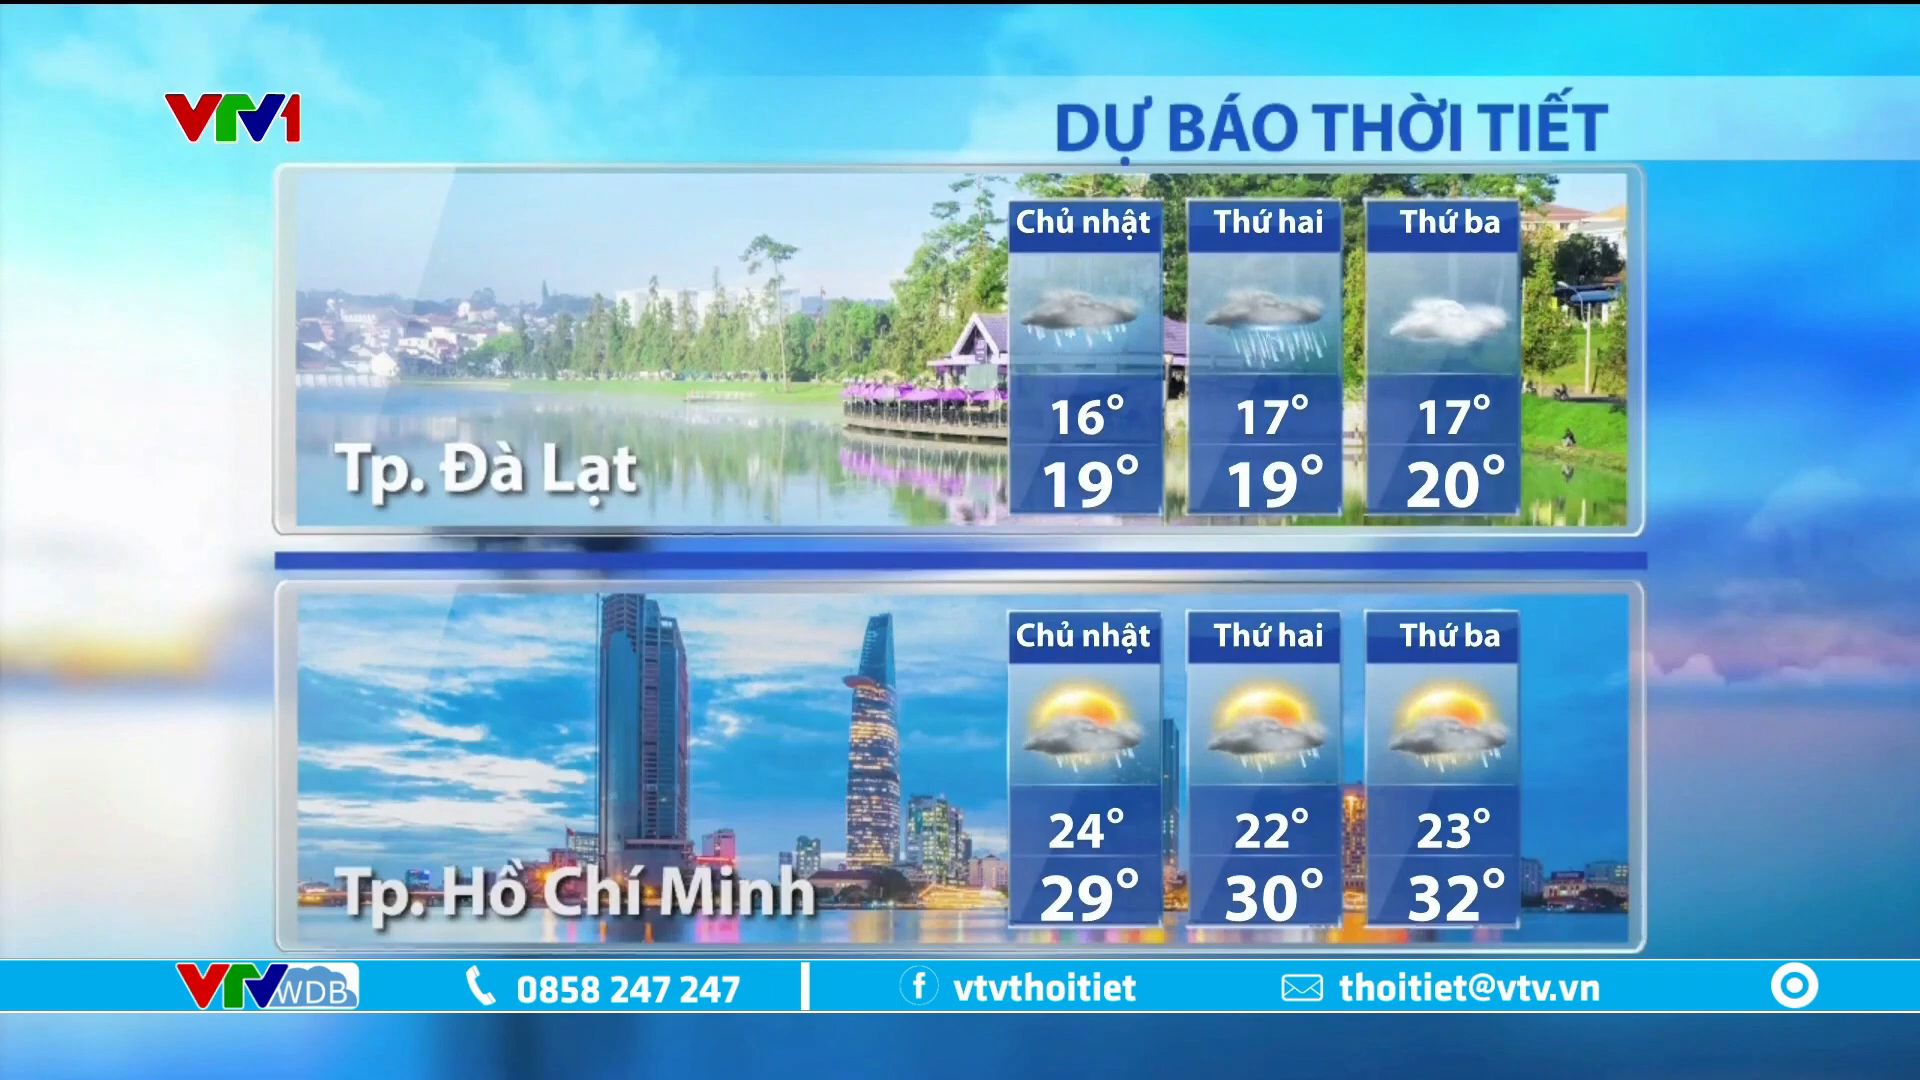 VTV1
DỰ BÁO THỜI TIẾT
Chủ nhật Thứ hai Thứ ba
16° 17° 17°
19° 19° 20°
Tp. Đà Lạt
Chủ nhật Thứ hai Thứ ba
24° 22° 23°
29° 30° 32°
Tp. Hồ Chí Minh
VTV WDB 0858 247 247 vtvthoitiet thoitiet@vtv.vn